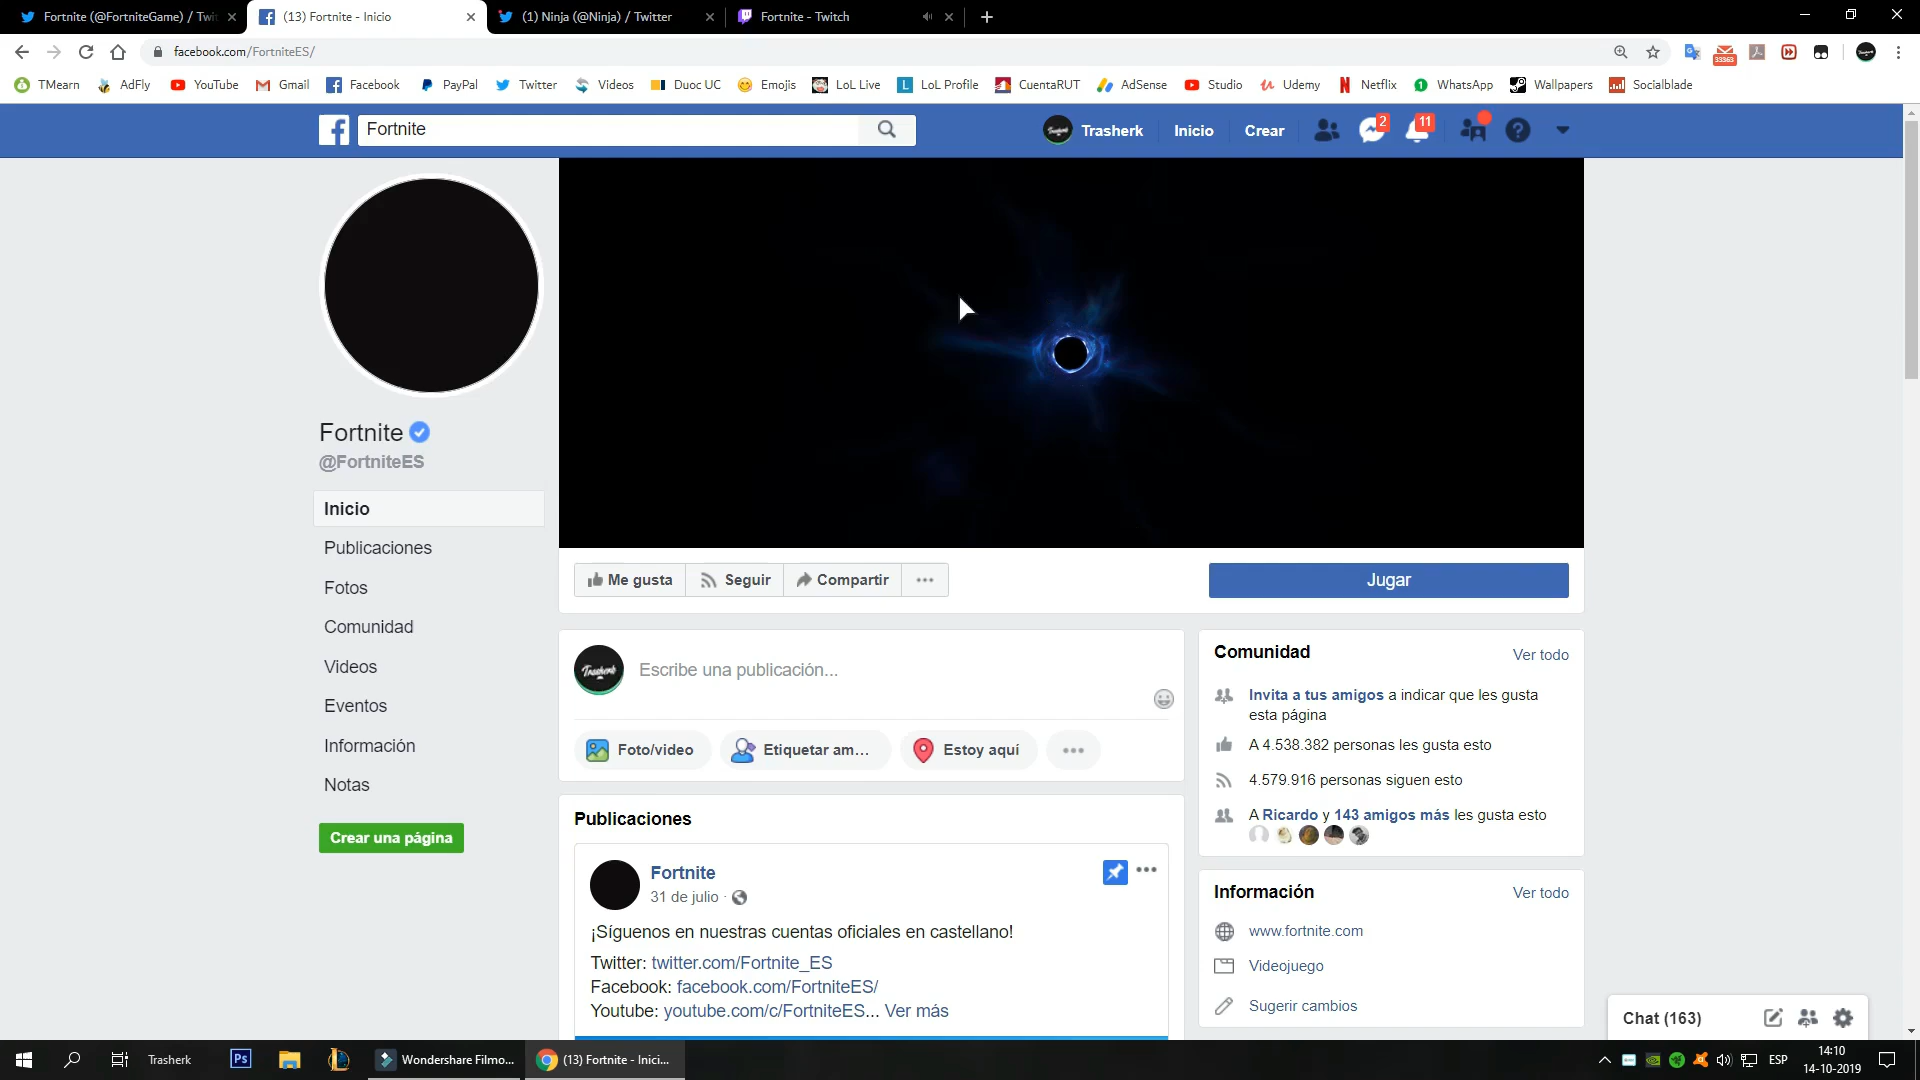 Fortnite (@FortniteGame) / Twi
(13) Fortnite - Inicio
(1) Ninja (@Ninja) / Twitter
Fortnite - Twitch
facebook.com/FortniteES/
33363
TMearn
AdFly
YouTube
Gmail
Facebook
PayPal
Twitter
Videos
Duoc UC
Emojis
LoL Live
LoL Profile
CuentaRUT
AdSense
Studio
Udemy
Netflix
WhatsApp
Wallpapers
Socialblade
Fortnite
Trasherk
Inicio
Crear
2
11
Fortnite
@FortniteES
Inicio
Publicaciones
Fotos
Comunidad
Videos
Eventos
Información
Notas
Crear una página
Me gusta
Seguir
Compartir
Jugar
Trasherk
Escribe una publicación...
Foto/video
Etiquetar am...
Estoy aquí
Publicaciones
Fortnite
31 de julio ·
¡Síguenos en nuestras cuentas oficiales en castellano!
Twitter: twitter.com/Fortnite_ES
Facebook: facebook.com/FortniteES/
Youtube: youtube.com/c/FortniteES... Ver más
Comunidad
Ver todo
Invita a tus amigos a indicar que les gusta
esta página
A 4.538.382 personas les gusta esto
4.579.916 personas siguen esto
A Ricardo y 143 amigos más les gusta esto
Información
Ver todo
www.fortnite.com
Videojuego
Sugerir cambios
Chat (163)
Trasherk
Ps
Wondershare Filmo...
(13) Fortnite - Inici...
ESP
14:10
14-10-2019